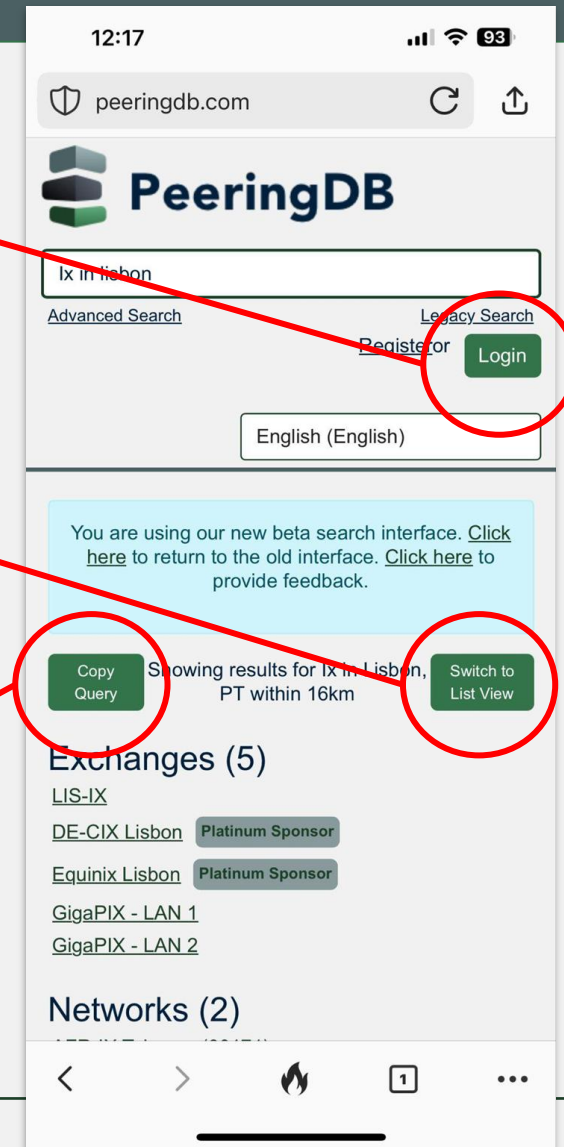 12:17
93
peeringdb.com
PeeringDB
Ix in lisbon
Advanced Search Legacy Search
Register or Login
English (English)
You are using our new beta search interface. Click
here to return to the old interface. Click here to
provide feedback.
Copy
Query
Showing results for Ix in Lisbon,
PT within 16km
Switch to
List View
Exchanges (5)
LIS-IX
DE-CIX Lisbon Platinum Sponsor
Equinix Lisbon Platinum Sponsor
GigaPIX - LAN 1
GigaPIX - LAN 2
Networks (2)
1